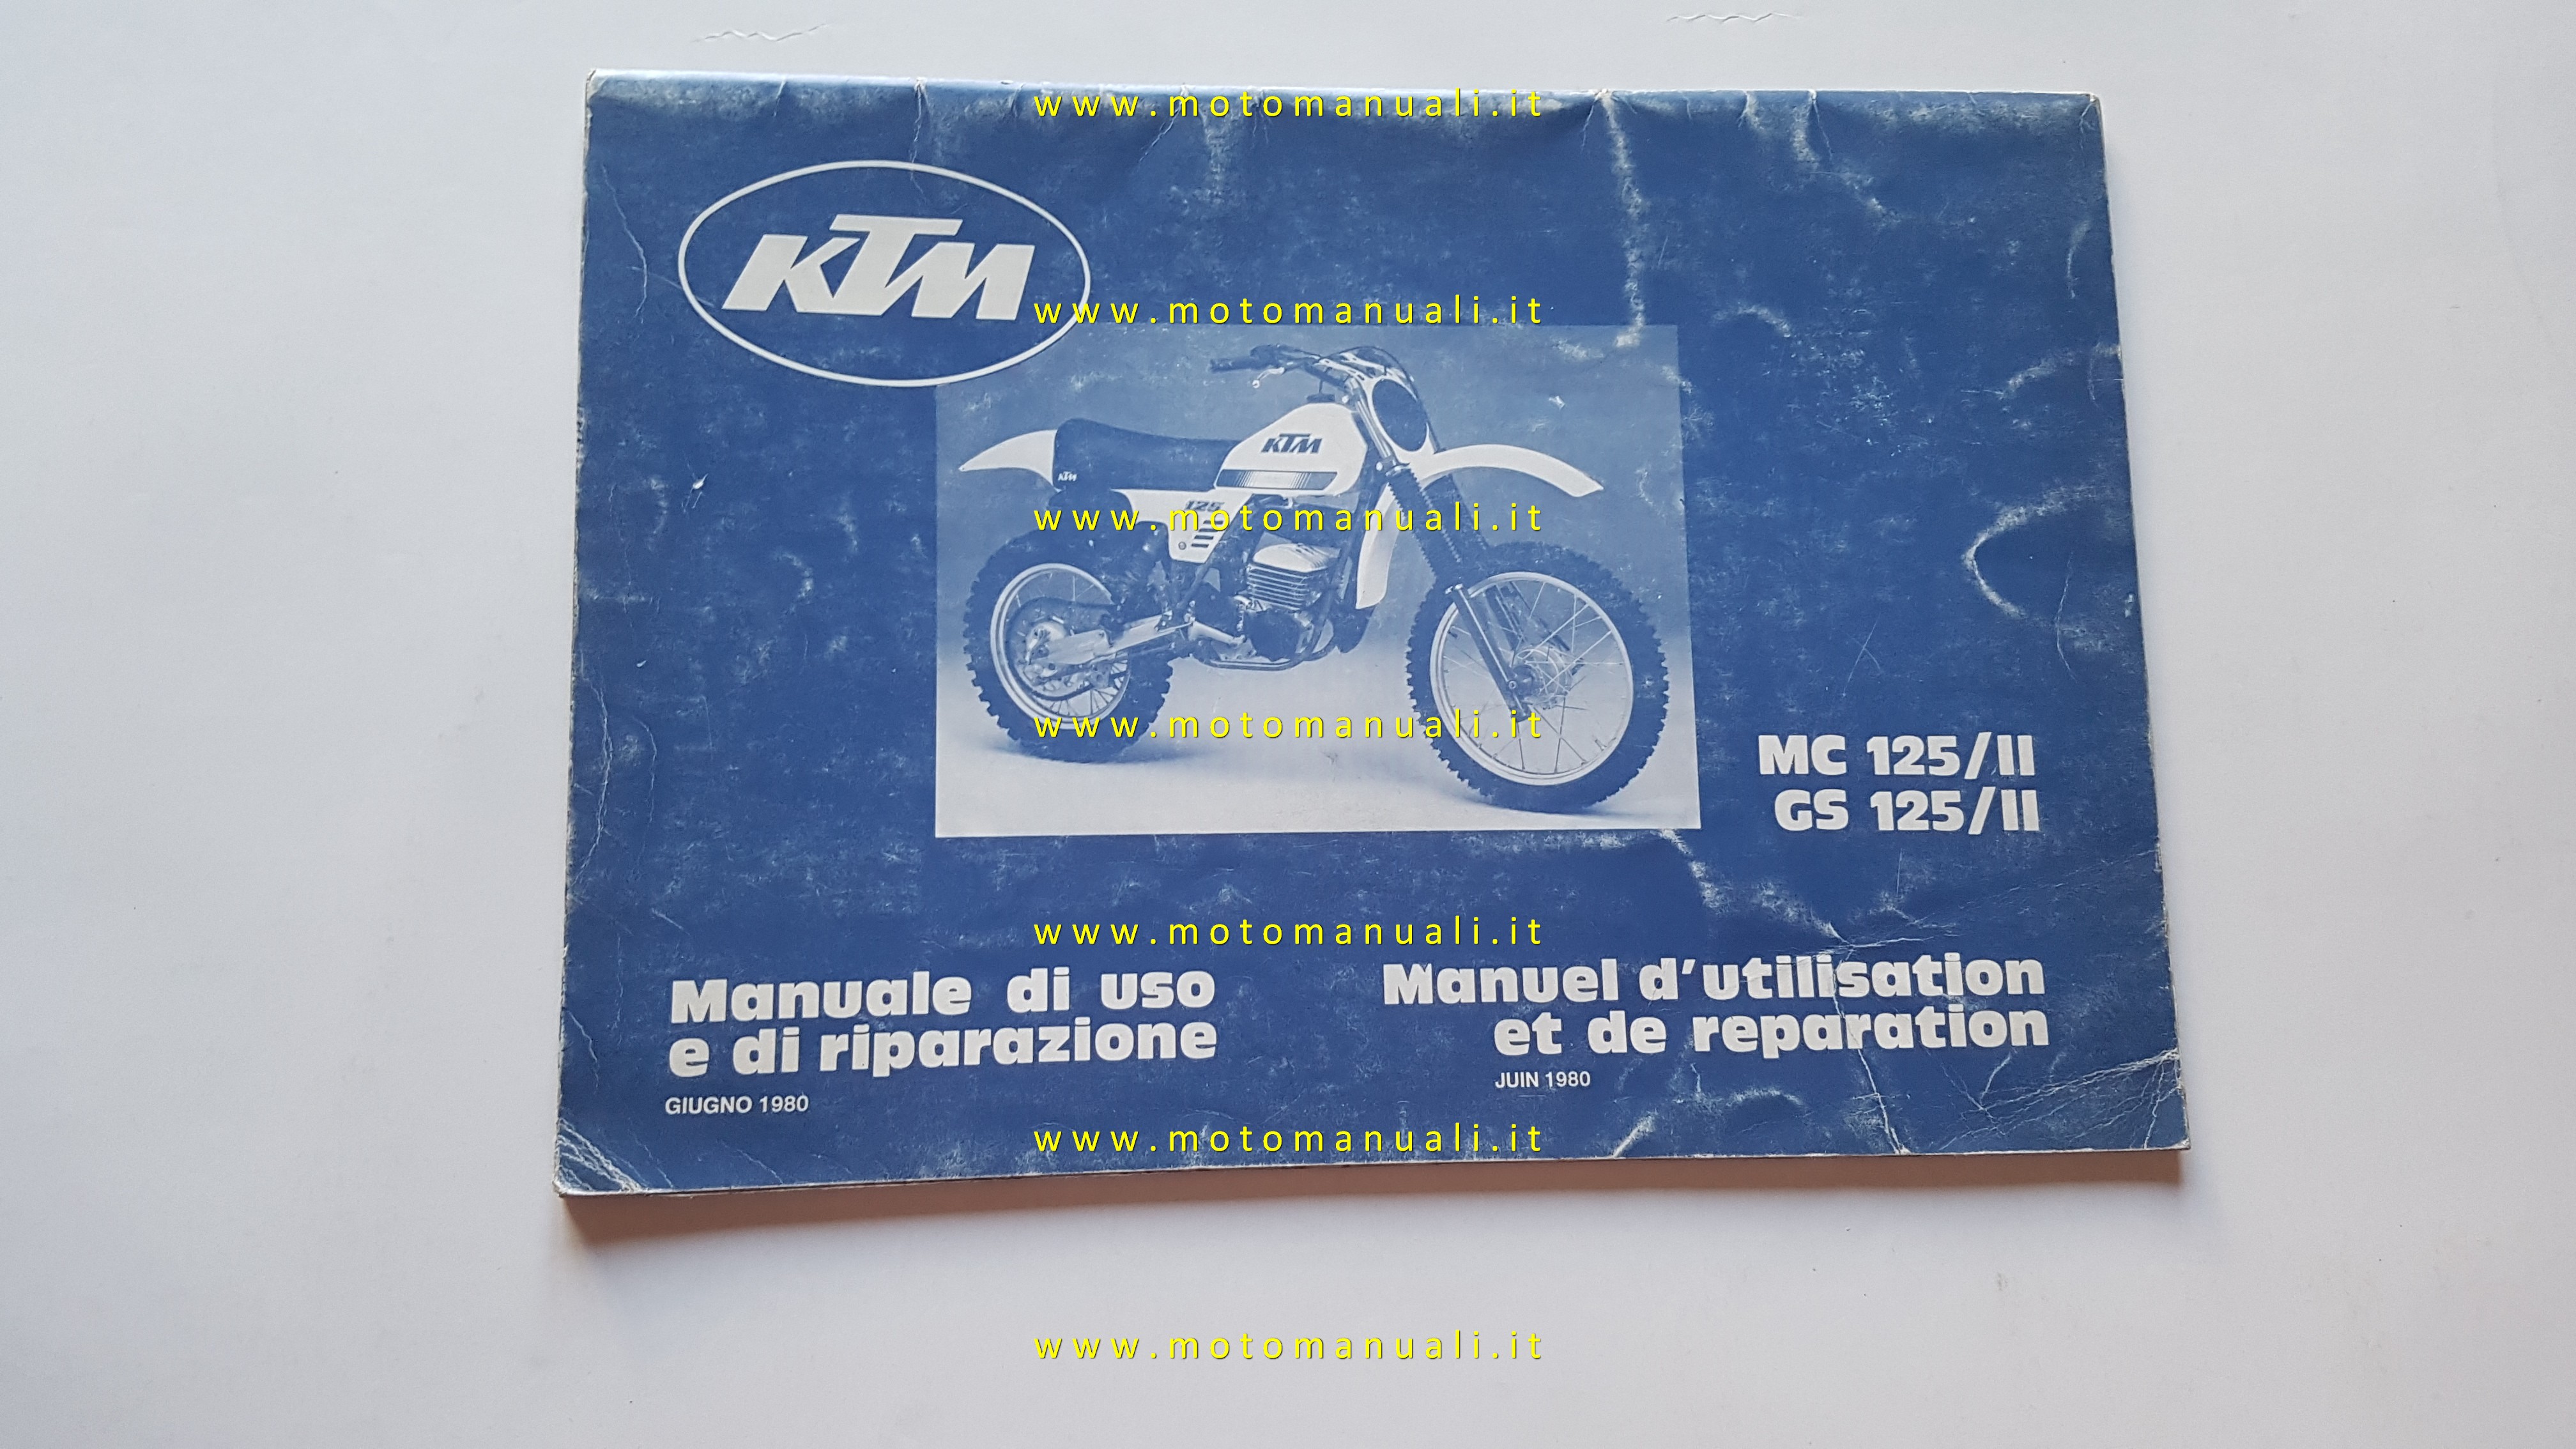 www.motomanuali.it
KTM
www.motomanuali.it
KTM
KTM
125
www.motomanuali.it
www.motomanuali.it
MC 125/II
GS 125/II
www.motomanuali.it
Manuale di uso
e di riparazione
GIUGNO 1980
Manuel d'utilisation
et de reparation
JUIN 1980
www.motomanuali.it
www.motomanuali.it